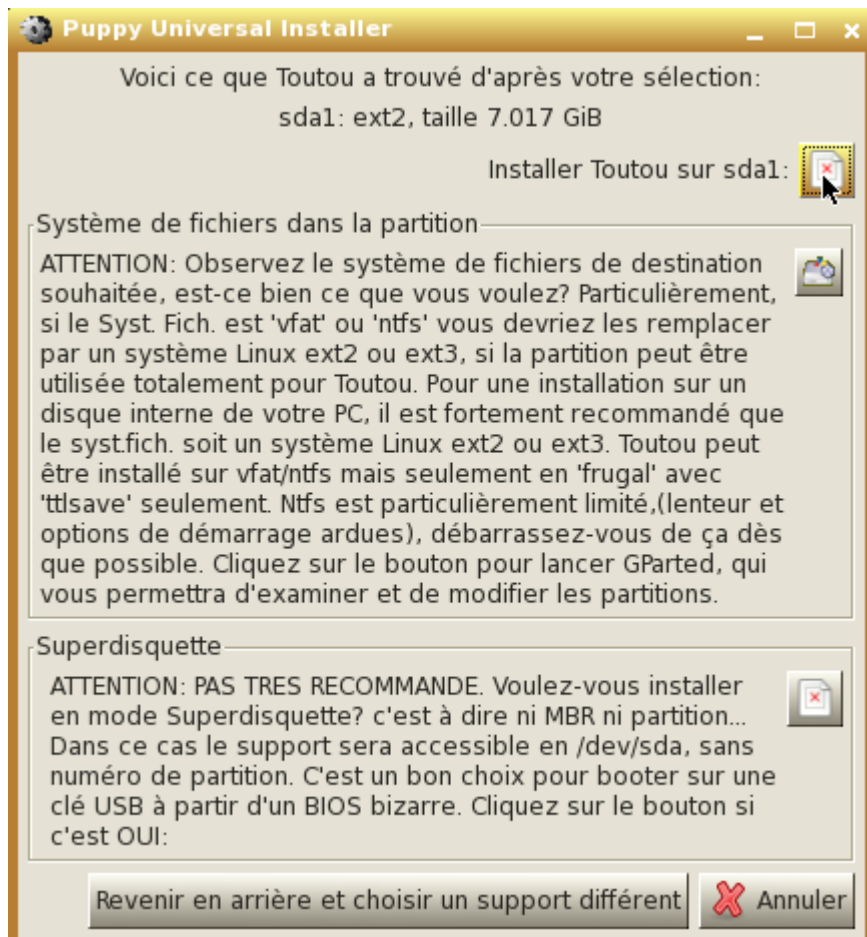 Puppy Universal Installer
Voici ce que Toutou a trouvé d'après votre sélection:
sda1: ext2, taille 7.017 GiB
Installer Toutou sur sda1:
Système de fichiers dans la partition
ATTENTION: Observez le système de fichiers de destination
souhaitée, est-ce bien ce que vous voulez? Particulièrement,
si le Syst. Fich. est 'vfat' ou 'ntfs' vous devriez les remplacer
par un système Linux ext2 ou ext3, si la partition peut être
utilisée totalement pour Toutou. Pour une installation sur un
disque interne de votre PC, il est fortement recommandé que
le syst.fich. soit un système Linux ext2 ou ext3. Toutou peut
être installé sur vfat/ntfs mais seulement en 'frugal' avec
'ttlsave' seulement. Ntfs est particulièrement limité,(lenteur et
options de démarrage ardues), débarrassez-vous de ça dès
que possible. Cliquez sur le bouton pour lancer GParted, qui
vous permettra d'examiner et de modifier les partitions.
Superdisquette
ATTENTION: PAS TRES RECOMMANDE. Voulez-vous installer
en mode Superdisquette? c'est à dire ni MBR ni partition...
Dans ce cas le support sera accessible en /dev/sda, sans
numéro de partition. C'est un bon choix pour booter sur une
clé USB à partir d'un BIOS bizarre. Cliquez sur le bouton si
c'est OUI:
Revenir en arrière et choisir un support différent
Annuler